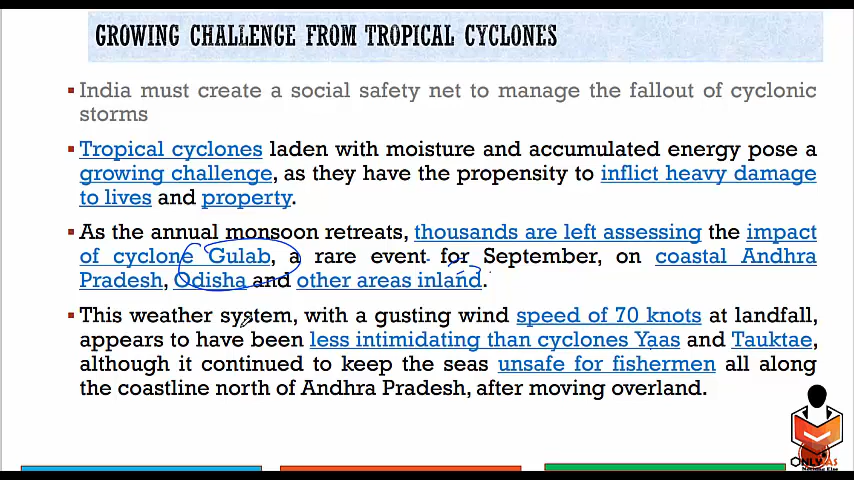 GROWING CHALLENGE FROM TROPICAL CYCLONES
▪India must create a social safety net to manage the fallout of cyclonic
storms
▪Tropical cyclones laden with moisture and accumulated energy pose a
growing challenge, as they have the propensity to inflict heavy damage
to lives and property.
▪As the annual monsoon retreats, thousands are left assessing the impact
of cyclone Gulab, a rare event for September, on coastal Andhra
Pradesh, Odisha and other areas inland.
▪This weather system, with a gusting wind speed of 70 knots at landfall,
appears to have been less intimidating than cyclones Yaas and Tauktae,
although it continued to keep the seas unsafe for fishermen all along
the coastline north of Andhra Pradesh, after moving overland.
ONLY IAS
Nothing Else